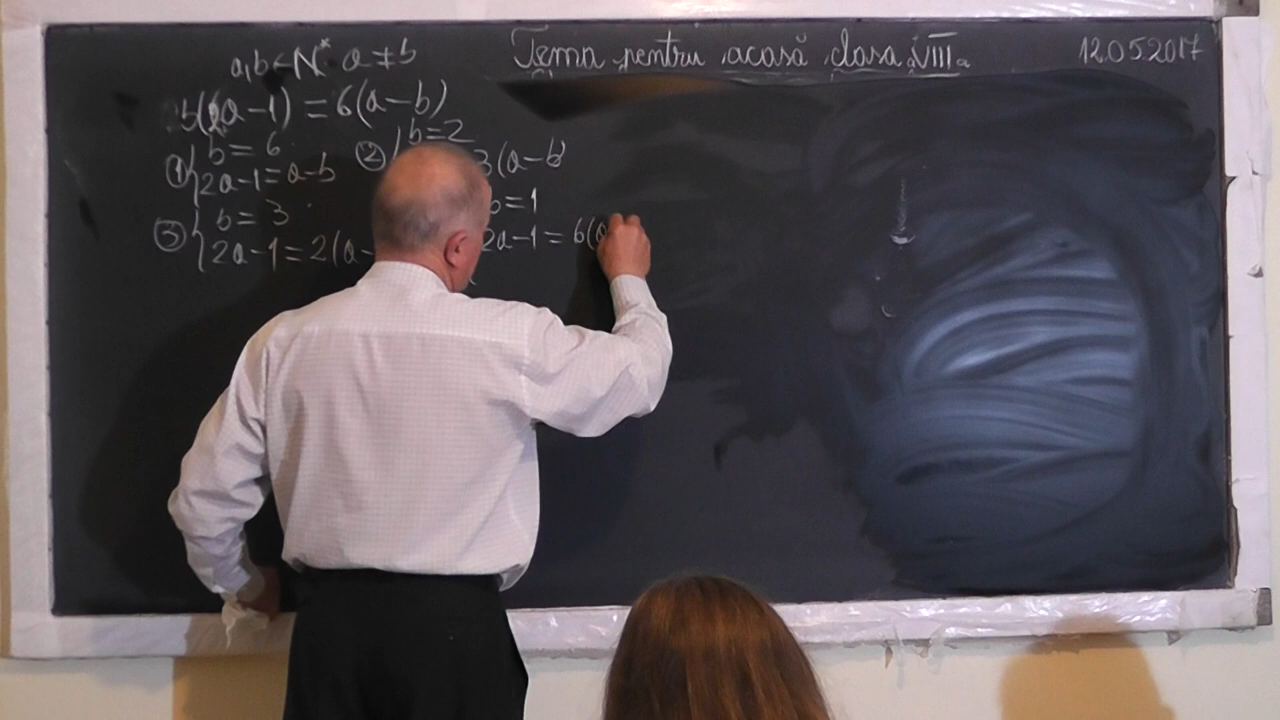 a,b∈N* a≠b
Tema pentru acasă clasa VIII a
12.05.2017
b(2a-1) = 6(a-b)
① { b = 6
2a-1 = a-b
② { b=2
3(a-b
③ { b = 3
2a-1 = 2(a-
b=1
2a-1 = 6(a